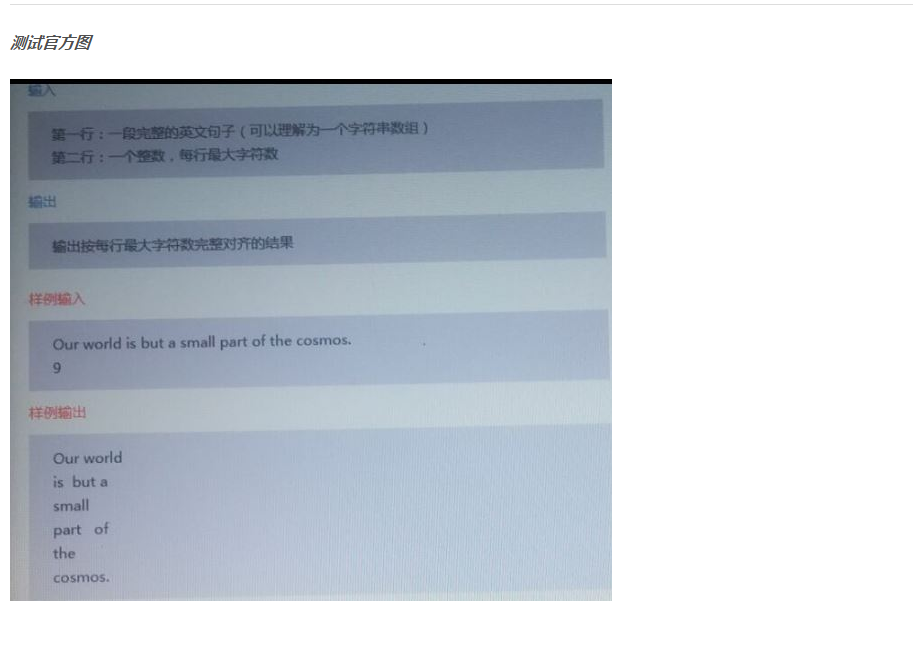 测试官方图
输入
第一行：一段完整的英文句子（可以理解为一个字符串数组）
第二行：一个整数，每行最大字符数
输出
输出按每行最大字符数完整对齐的结果
样例输入
Our world is but a small part of the cosmos.
9
样例输出
Our world
is  but a
small
part   of
the
cosmos.